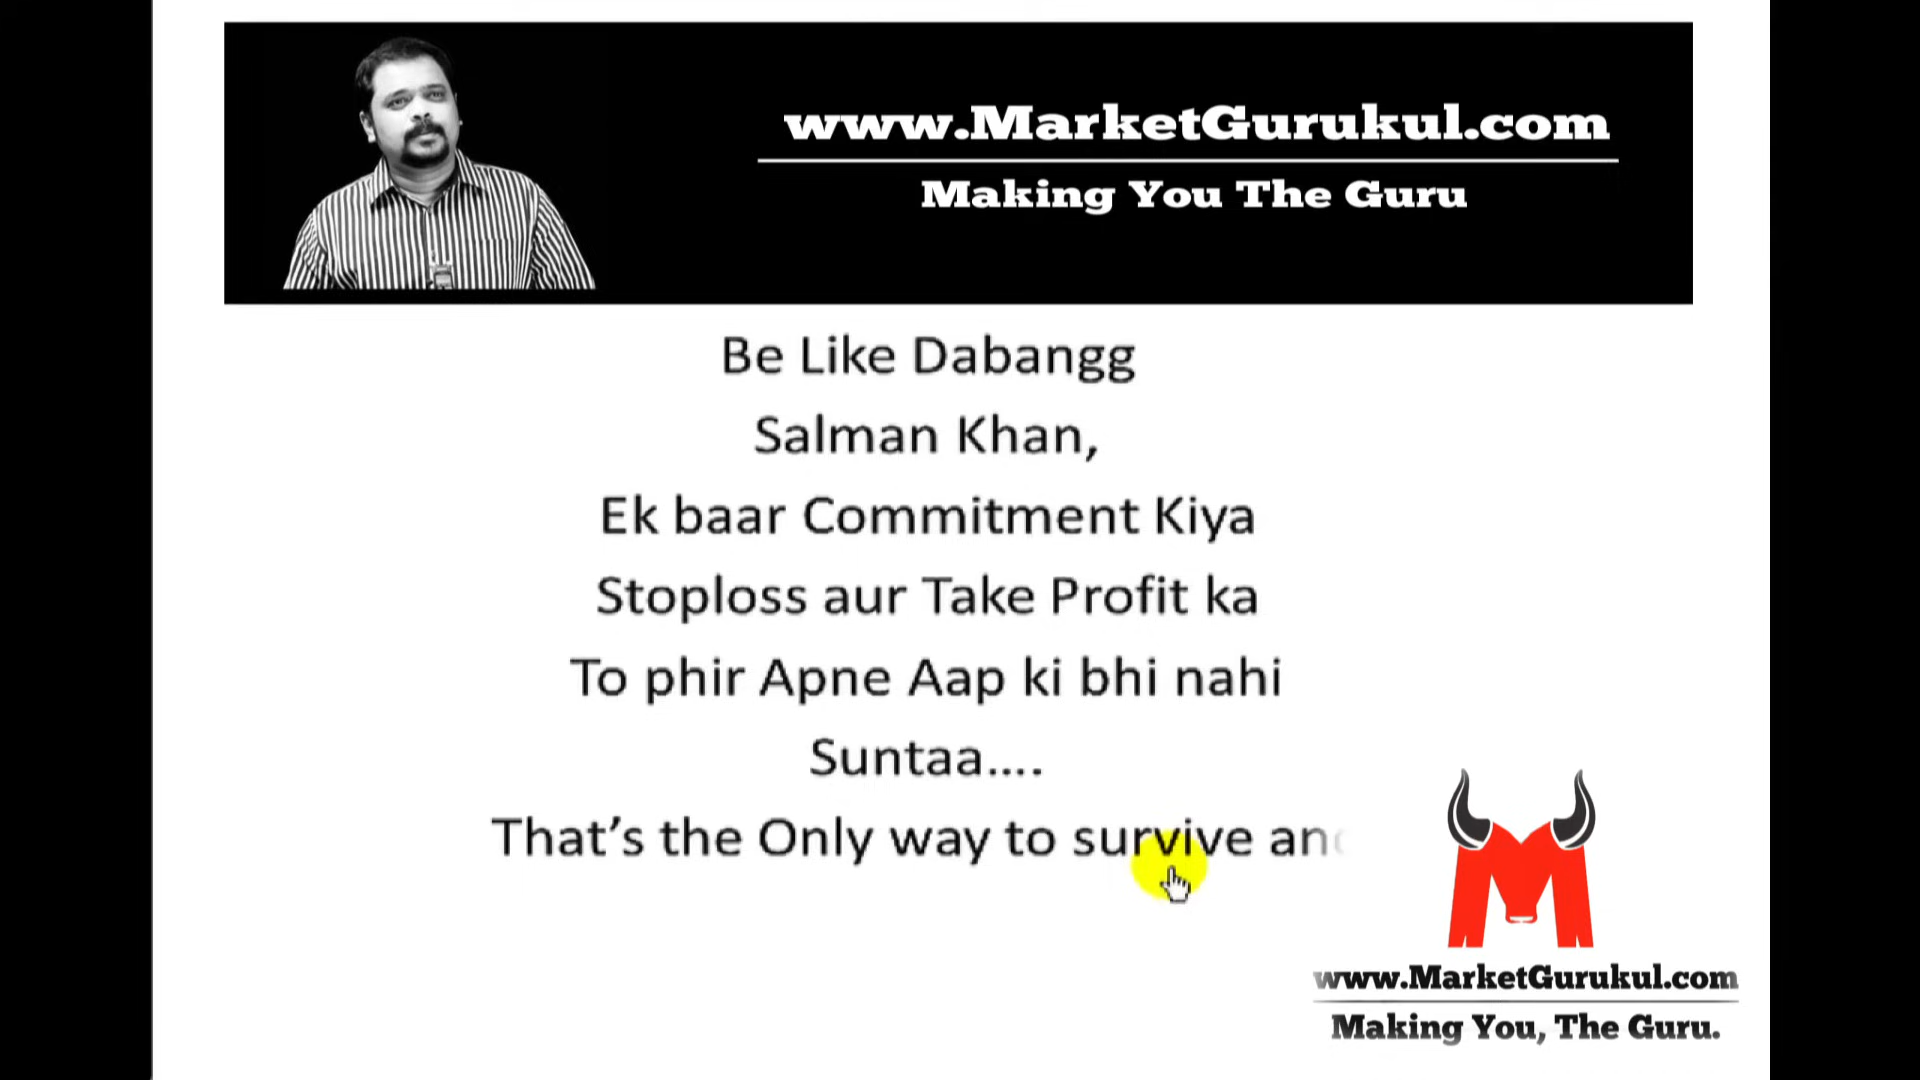 www.MarketGurukul.com
Making You The Guru
Be Like Dabangg
Salman Khan,
Ek baar Commitment Kiya
Stoploss aur Take Profit ka
To phir Apne Aap ki bhi nahi
Suntaa....
That's the Only way to survive
www.MarketGurukul.com
Making You, The Guru.